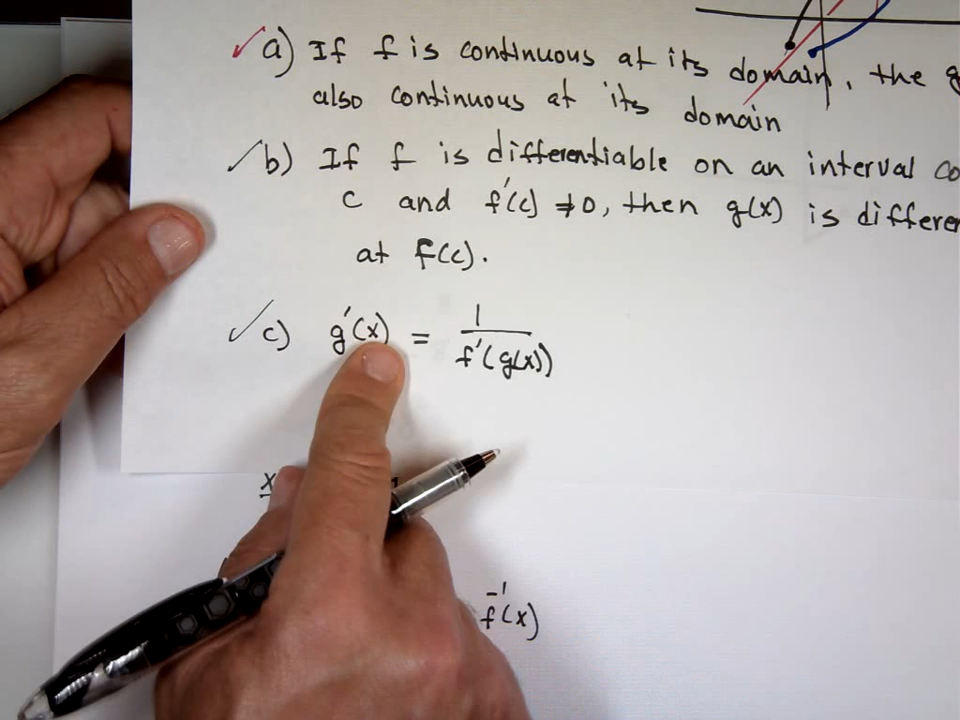 a) If f is continuous at its domain, the g
also continuous at its domain
b) If f is differentiable on an interval co
c and f'(c) ≠ 0, then g(x) is differen
at f(c).
c) g'(x) = 1 / f'(g(x))
x
f⁻¹(x)